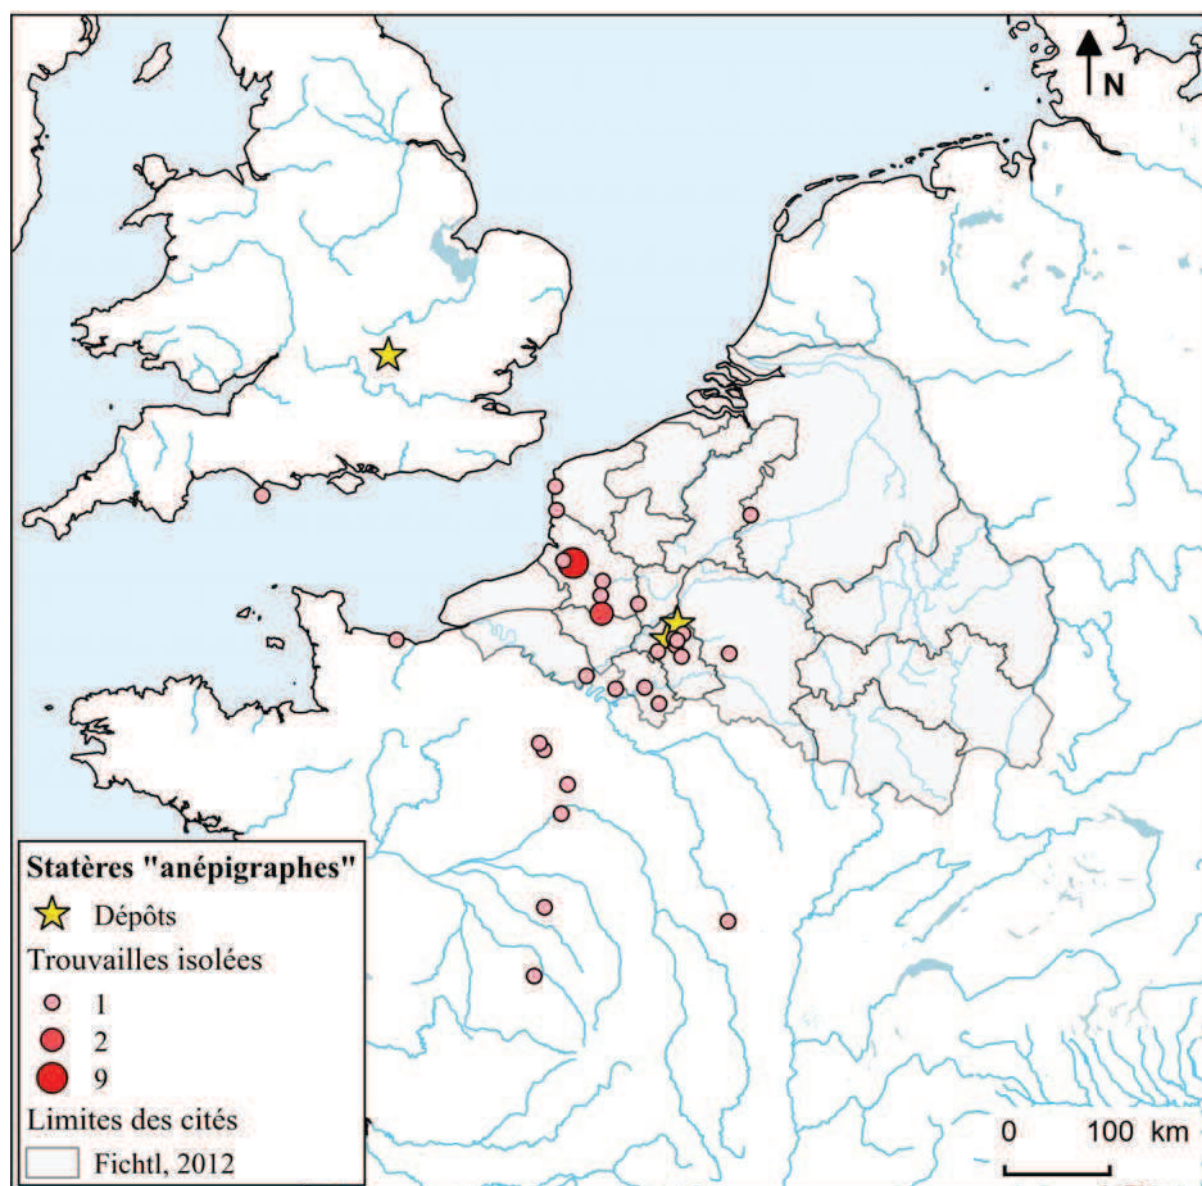 N
Statères "anépigraphes"
Dépôts
Trouvailles isolées
1
2
9
Limites des cités
Fichtl, 2012
0 100 km